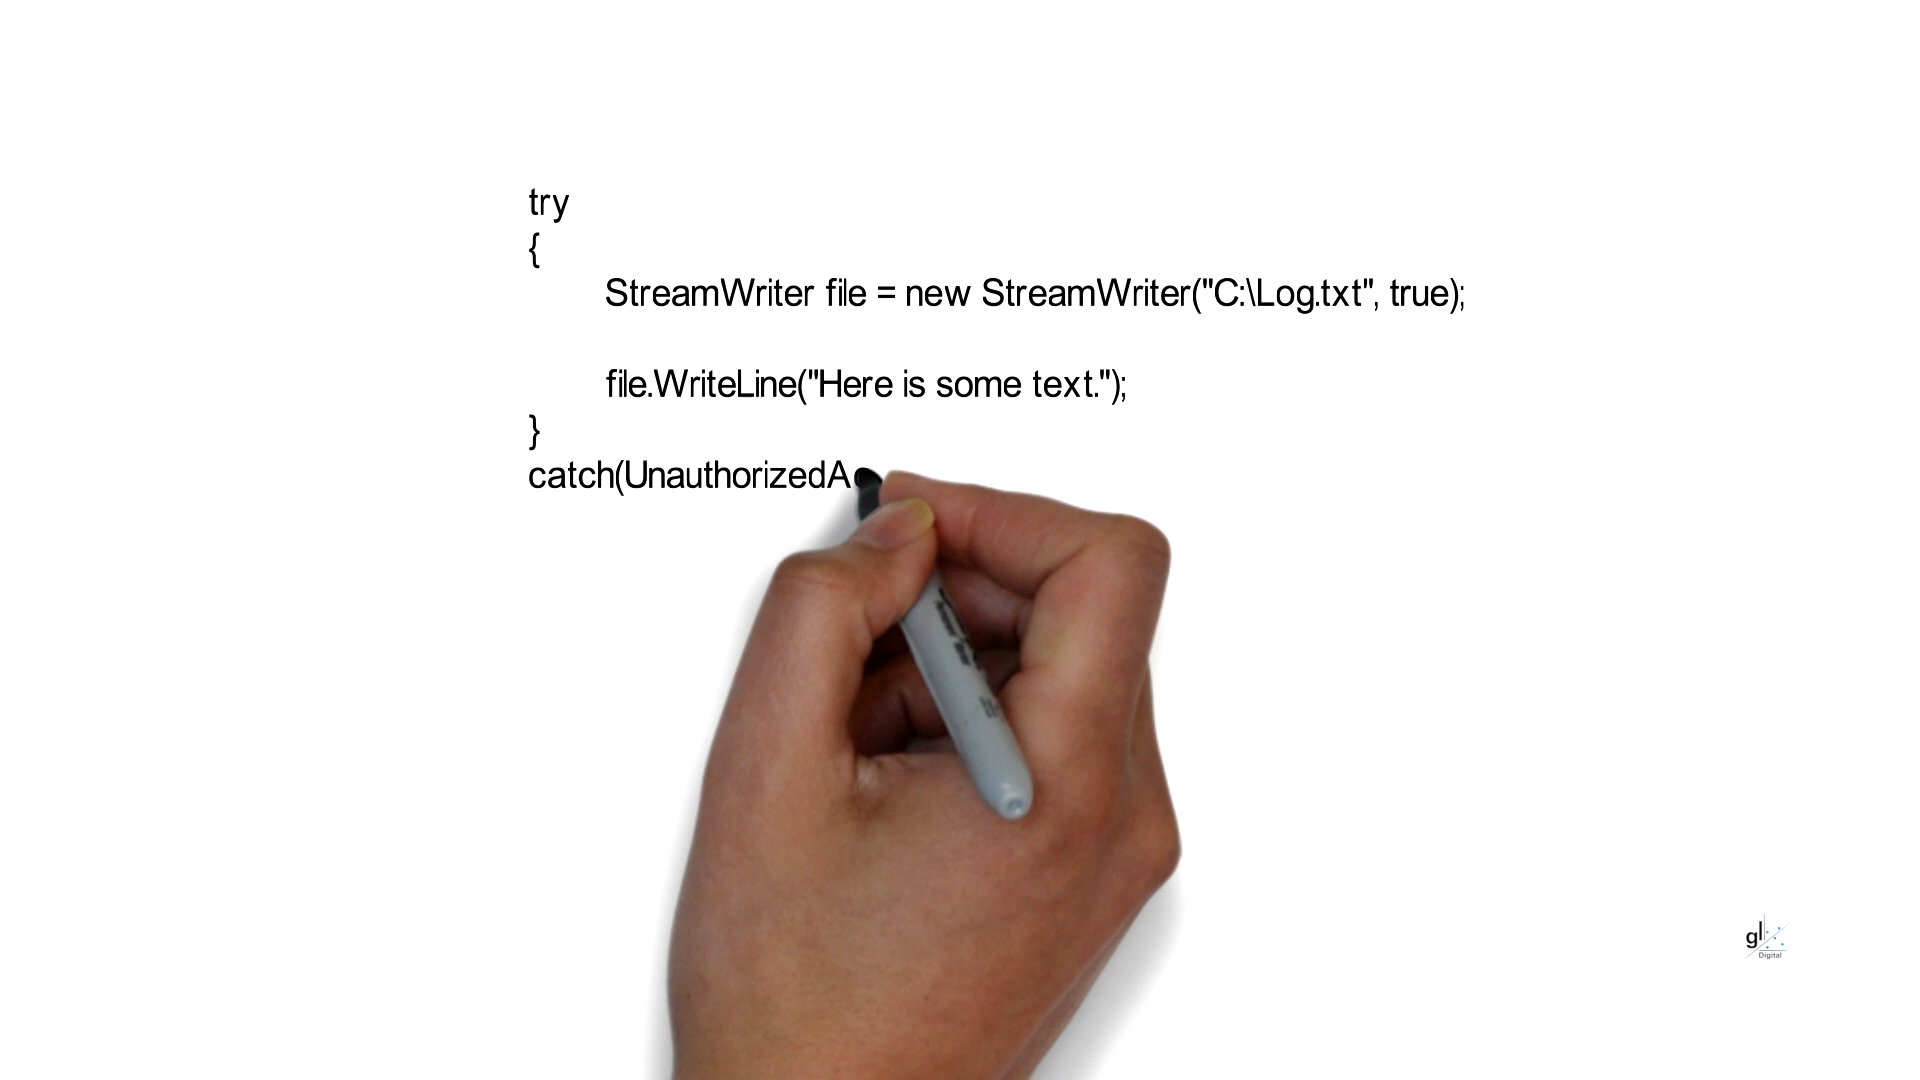 try
{
StreamWriter file = new StreamWriter("C:\Log.txt", true);
file.WriteLine("Here is some text.");
}
catch(UnauthorizedA
gl
Digital